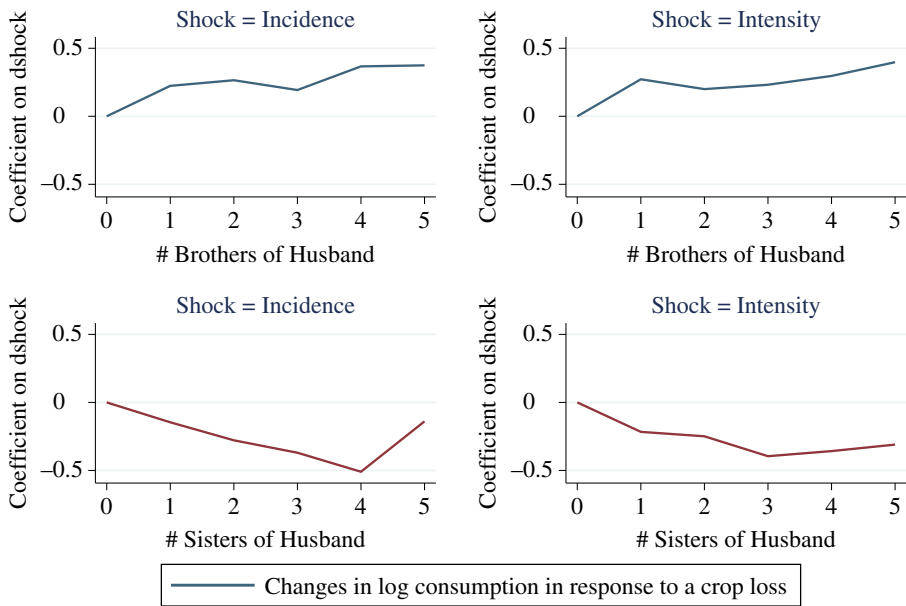 Shock = Incidence
Coefficient on dshock
0.5
0
–0.5
0 1 2 3 4 5
# Brothers of Husband
Shock = Intensity
Coefficient on dshock
0.5
0
–0.5
0 1 2 3 4 5
# Brothers of Husband
Shock = Incidence
Coefficient on dshock
0.5
0
–0.5
0 1 2 3 4 5
# Sisters of Husband
Shock = Intensity
Coefficient on dshock
0.5
0
–0.5
0 1 2 3 4 5
# Sisters of Husband
Changes in log consumption in response to a crop loss